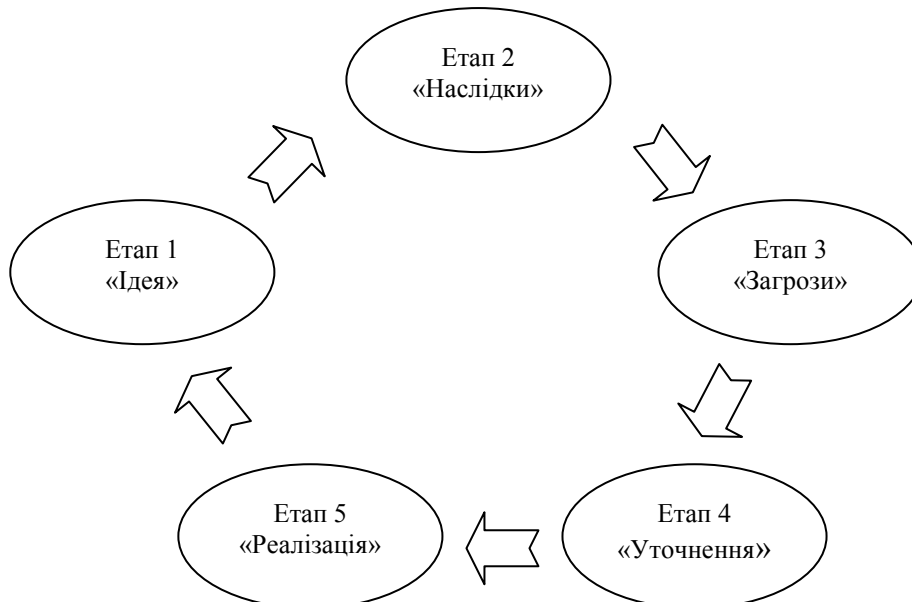 Етап 1
«Ідея»
Етап 2
«Наслідки»
Етап 3
«Загрози»
Етап 4
«Уточнення»
Етап 5
«Реалізація»